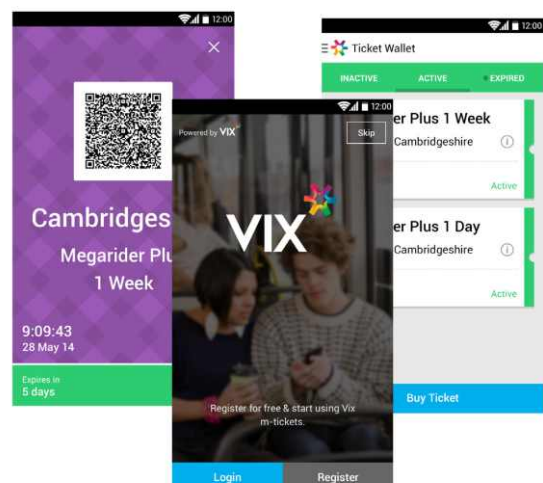 12:00
Cambridges
Megarider Plu
1 Week
9:09:43
28 May 14
Expires in
5 days
12:00
Powered by VIX
Skip
VIX
Register for free & start using Vix
m-tickets.
Login
Register
12:00
Ticket Wallet
INACTIVE
ACTIVE
EXPIRED
er Plus 1 Week
Cambridgeshire
i
Active
er Plus 1 Day
Cambridgeshire
i
Active
Buy Ticket